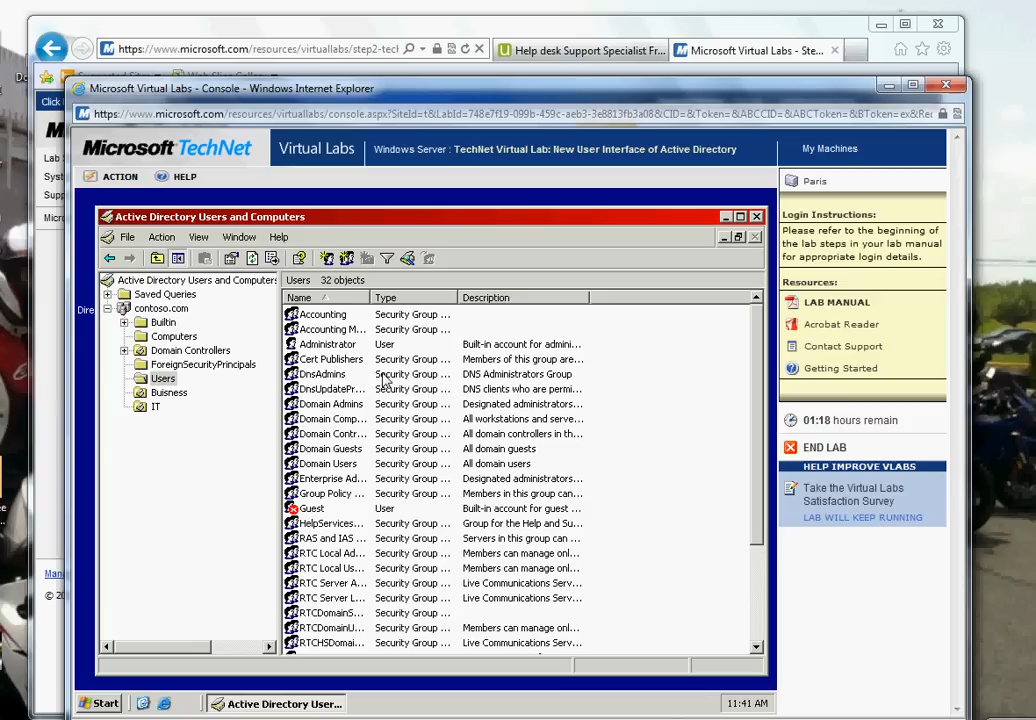 https://www.microsoft.com/resources/virtuallabs/step2-tecl
Help desk Support Specialist Fr...
Microsoft Virtual Labs - Ste...
Microsoft Virtual Labs - Console - Windows Internet Explorer
Click
https://www.microsoft.com/resources/virtuallabs/console.aspx?SiteId=t&LabId=748e7f19-099b-459c-aeb3-3e8813fb3a08&CID=&Token=&ABCCID=&ABCToken=&BToken=ex&Rec
Microsoft TechNet
Virtual Labs
Windows Server : TechNet Virtual Lab: New User Interface of Active Directory
My Machines
Lab S
Syst
Supp
Micro
ACTION
HELP
Paris
Active Directory Users and Computers
File Action View Window Help
Login Instructions:
Please refer to the beginning of
the lab steps in your lab manual
for appropriate login details.
Resources:
LAB MANUAL
Acrobat Reader
Contact Support
Getting Started
01:18 hours remain
END LAB
HELP IMPROVE VLABS
Take the Virtual Labs
Satisfaction Survey
LAB WILL KEEP RUNNING
Dire
Active Directory Users and Computers
Saved Queries
contoso.com
Builtin
Computers
Domain Controllers
ForeignSecurityPrincipals
Users
Buisness
IT
Users 32 objects
Name Type Description
Accounting Security Group ...
Accounting M... Security Group ...
Administrator User Built-in account for admini...
Cert Publishers Security Group ... Members of this group are...
DnsAdmins Security Group ... DNS Administrators Group
DnsUpdatePr... Security Group ... DNS clients who are permi...
Domain Admins Security Group ... Designated administrators...
Domain Comp... Security Group ... All workstations and serve...
Domain Contr... Security Group ... All domain controllers in th...
Domain Guests Security Group ... All domain guests
Domain Users Security Group ... All domain users
Enterprise Ad... Security Group ... Designated administrators...
Group Policy ... Security Group ... Members in this group can...
Guest User Built-in account for guest ...
HelpServices... Security Group ... Group for the Help and Su...
RAS and IAS ... Security Group ... Servers in this group can ...
RTC Local Ad... Security Group ... Members can manage onl...
RTC Local Us... Security Group ... Members can manage onl...
RTC Server A... Security Group ... Live Communications Serv...
RTC Server L... Security Group ... Live Communications Serv...
RTCDomainS... Security Group ...
RTCDomainU... Security Group ... Members can manage onl...
RTCHSDomai... Security Group ... Live Communications Serv...
Mana
© 20
Start
Active Directory User...
11:41 AM